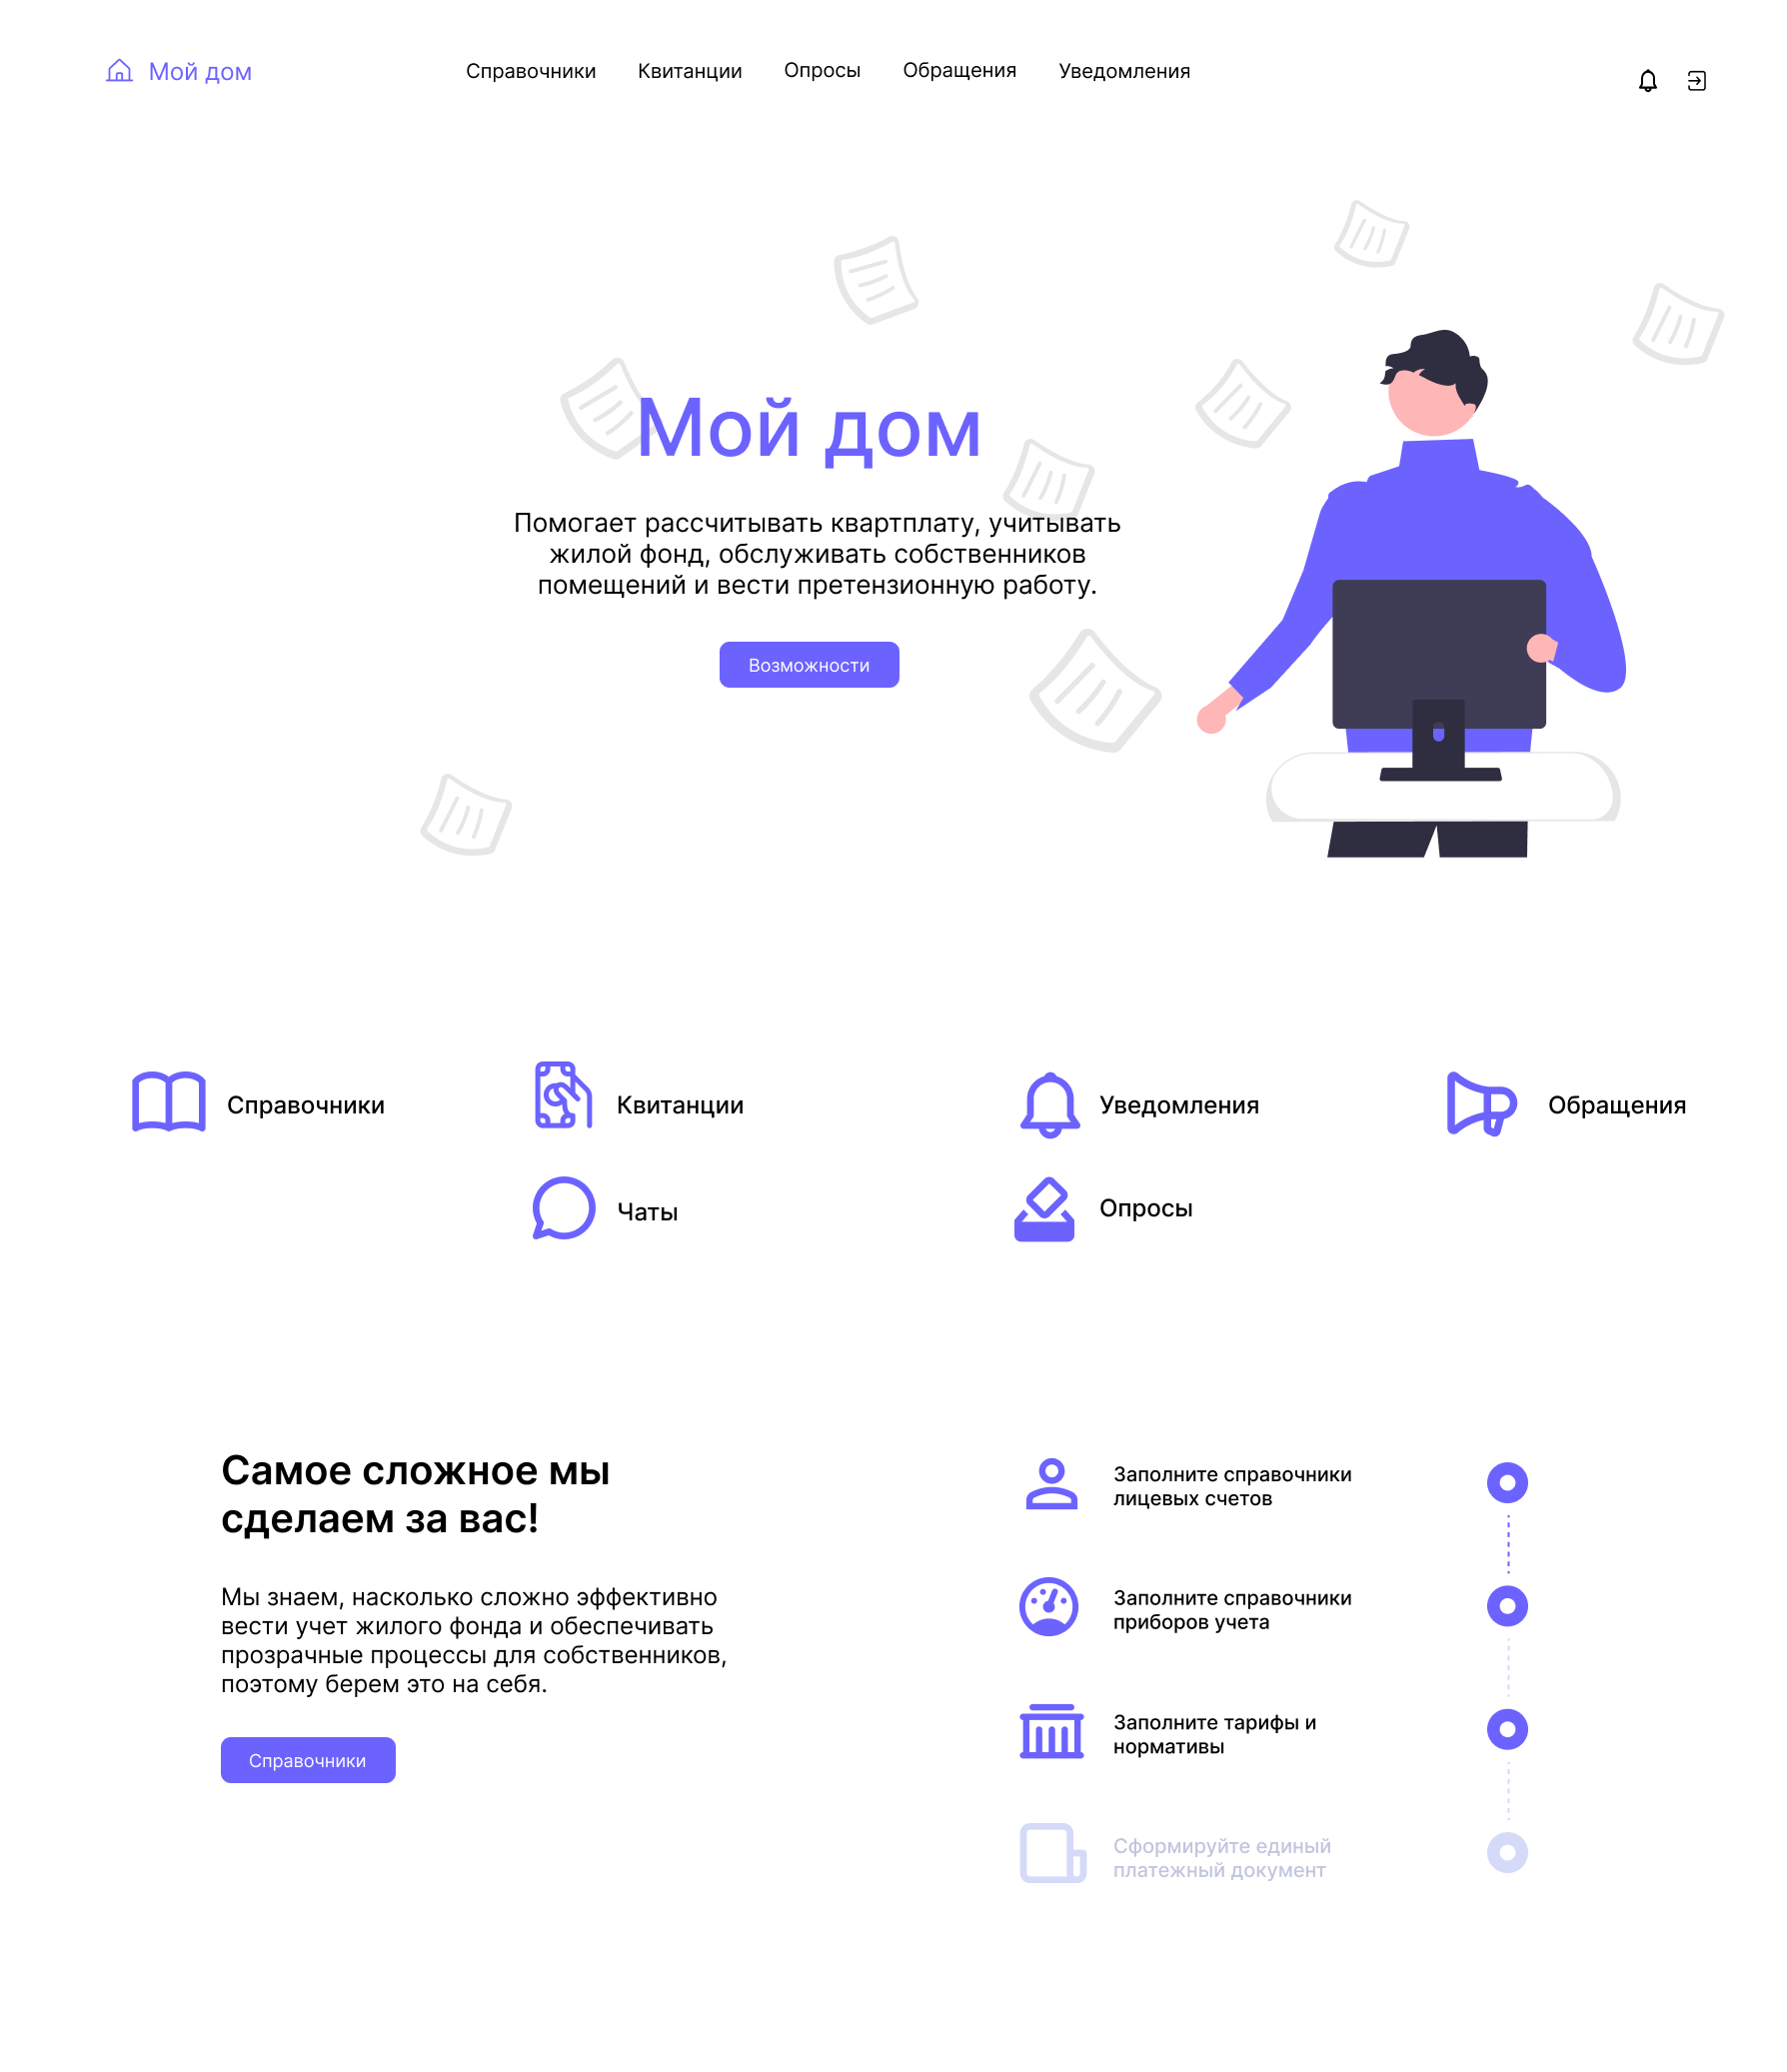 Мой дом
Справочники
Квитанции
Опросы
Обращения
Уведомления
Мой дом
Помогает рассчитывать квартплату, учитывать
жилой фонд, обслуживать собственников
помещений и вести претензионную работу.
Возможности
Справочники
Квитанции
Уведомления
Обращения
Чаты
Опросы
Самое сложное мы
сделаем за вас!
Мы знаем, насколько сложно эффективно
вести учет жилого фонда и обеспечивать
прозрачные процессы для собственников,
поэтому берем это на себя.
Справочники
Заполните справочники
лицевых счетов
Заполните справочники
приборов учета
Заполните тарифы и
нормативы
Сформируйте единый
платежный документ